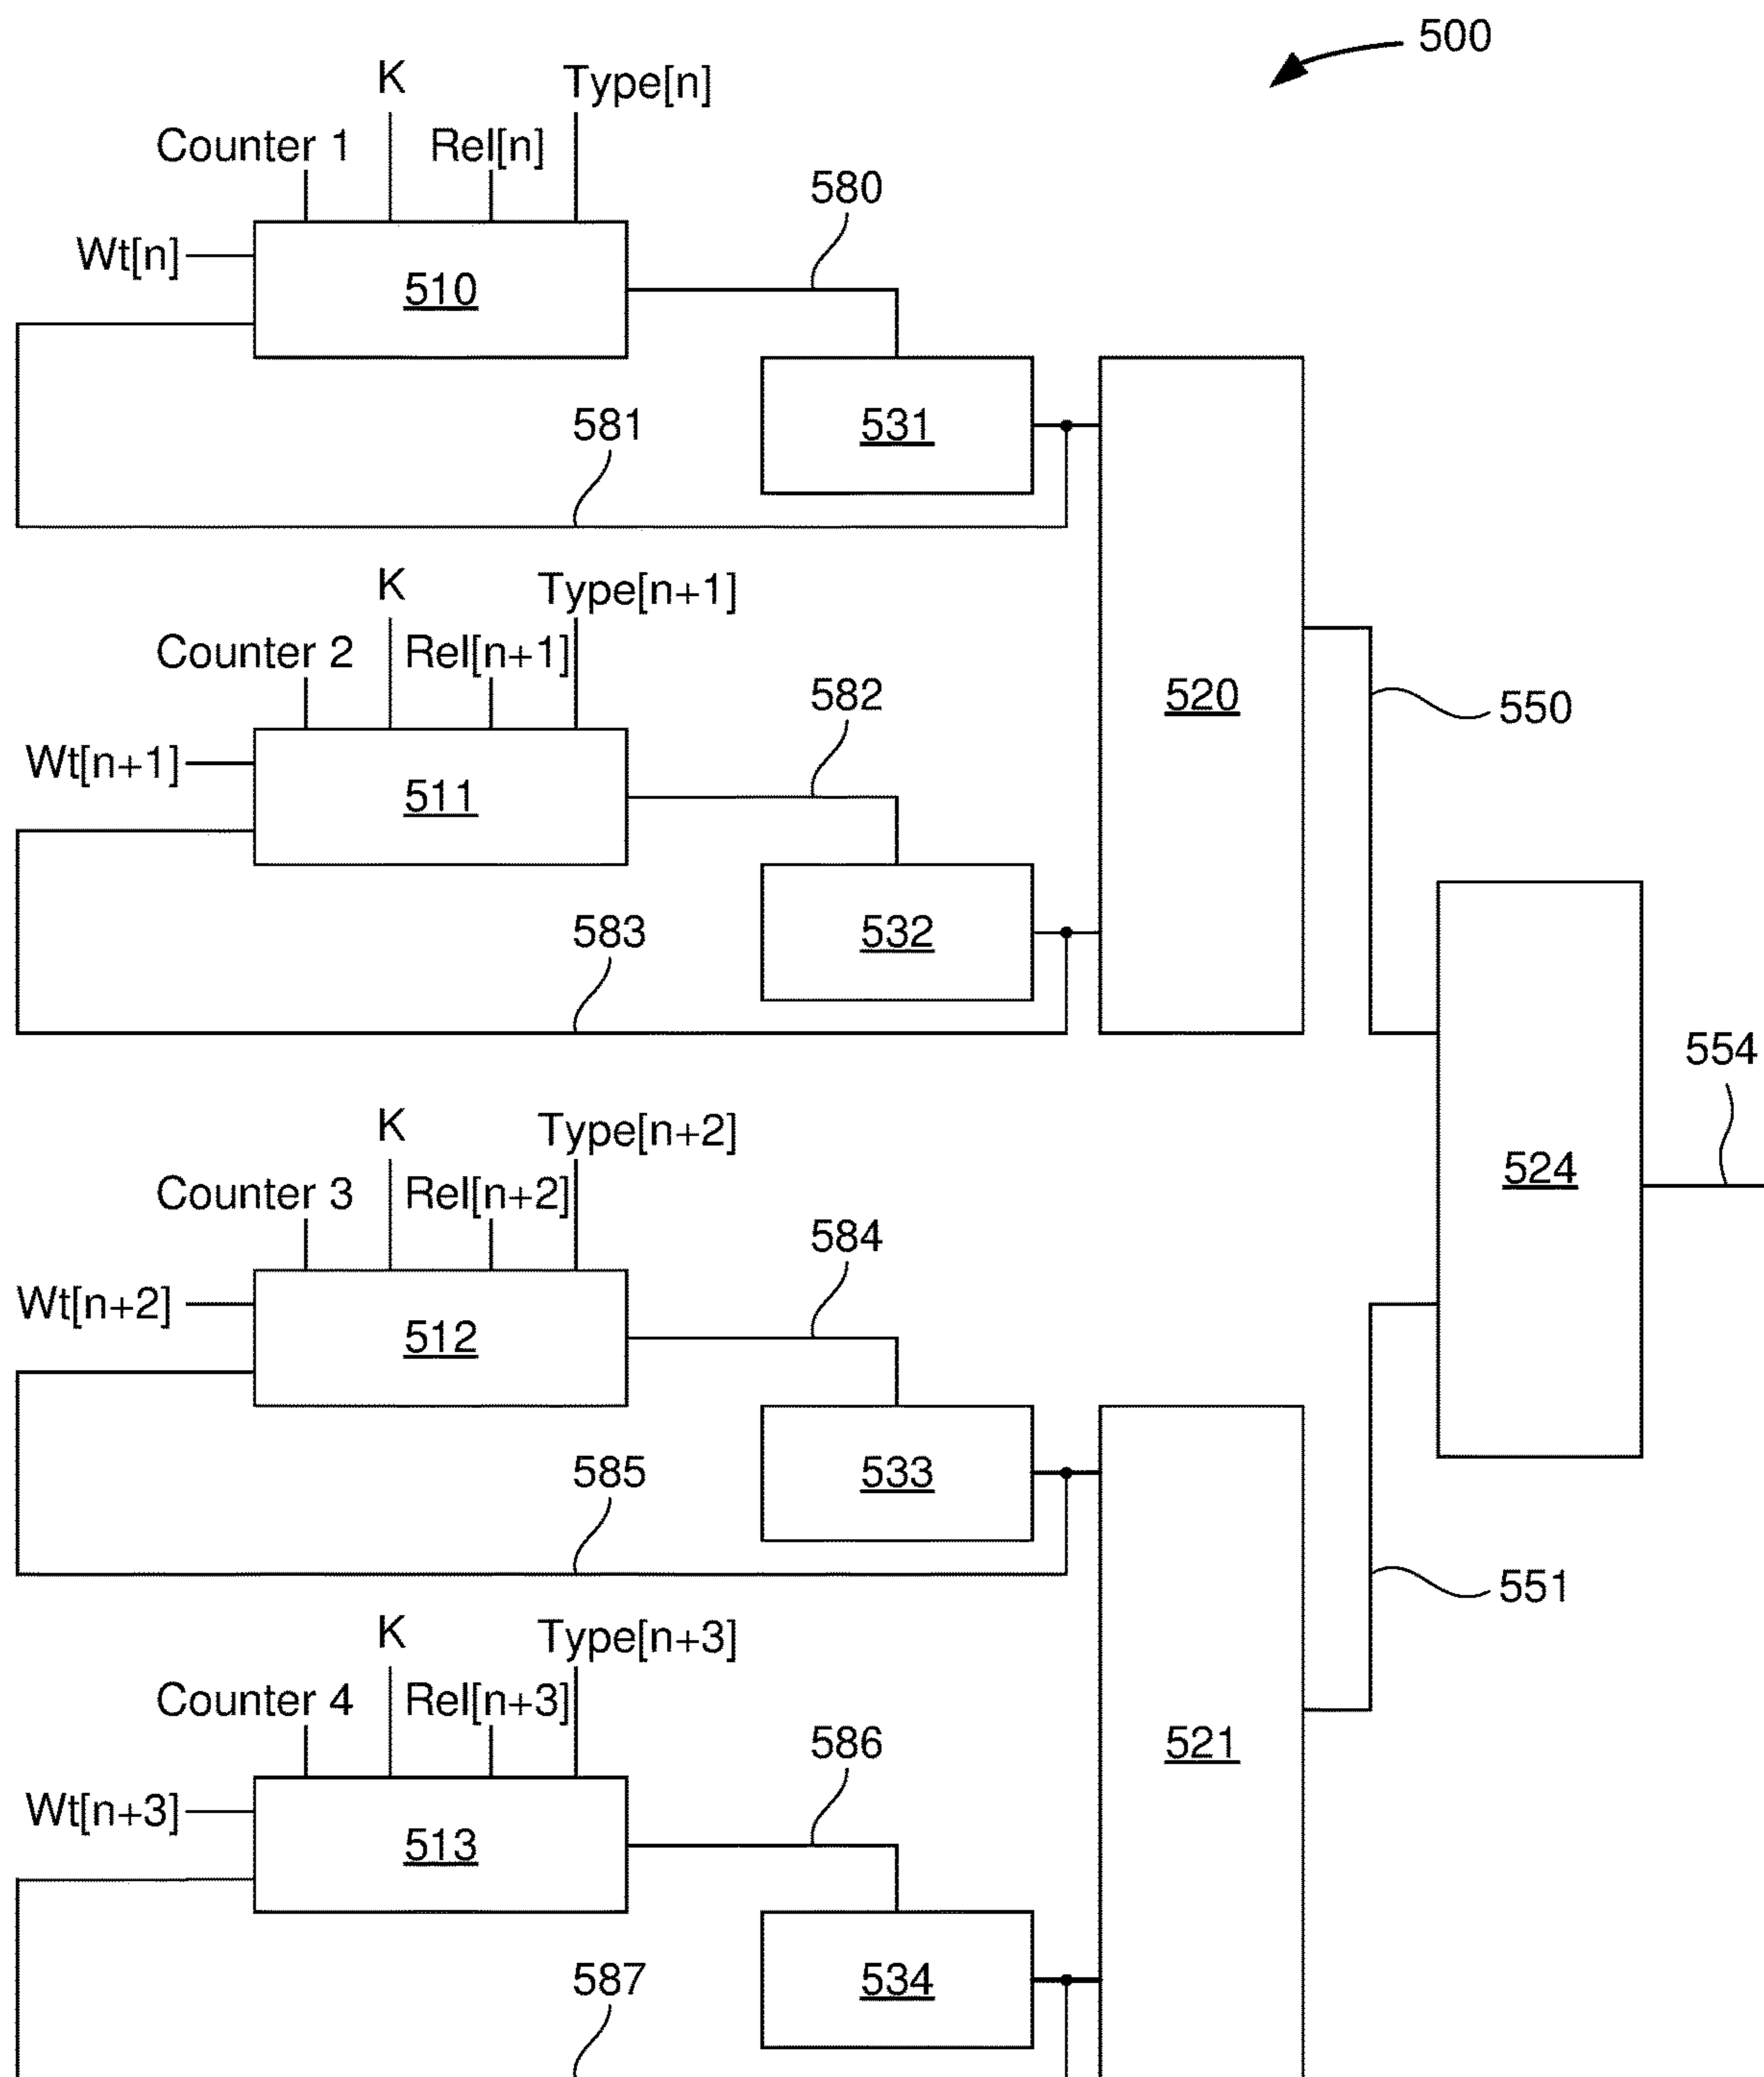 500
K
Type[n]
Counter 1
Rel[n]
580
Wt[n]
510
531
581
K
Type[n+1]
Counter 2
Rel[n+1]
582
520
550
Wt[n+1]
511
532
583
554
K
Type[n+2]
524
Counter 3
Rel[n+2]
584
Wt[n+2]
512
533
585
551
K
Type[n+3]
Counter 4
Rel[n+3]
586
521
Wt[n+3]
513
534
587